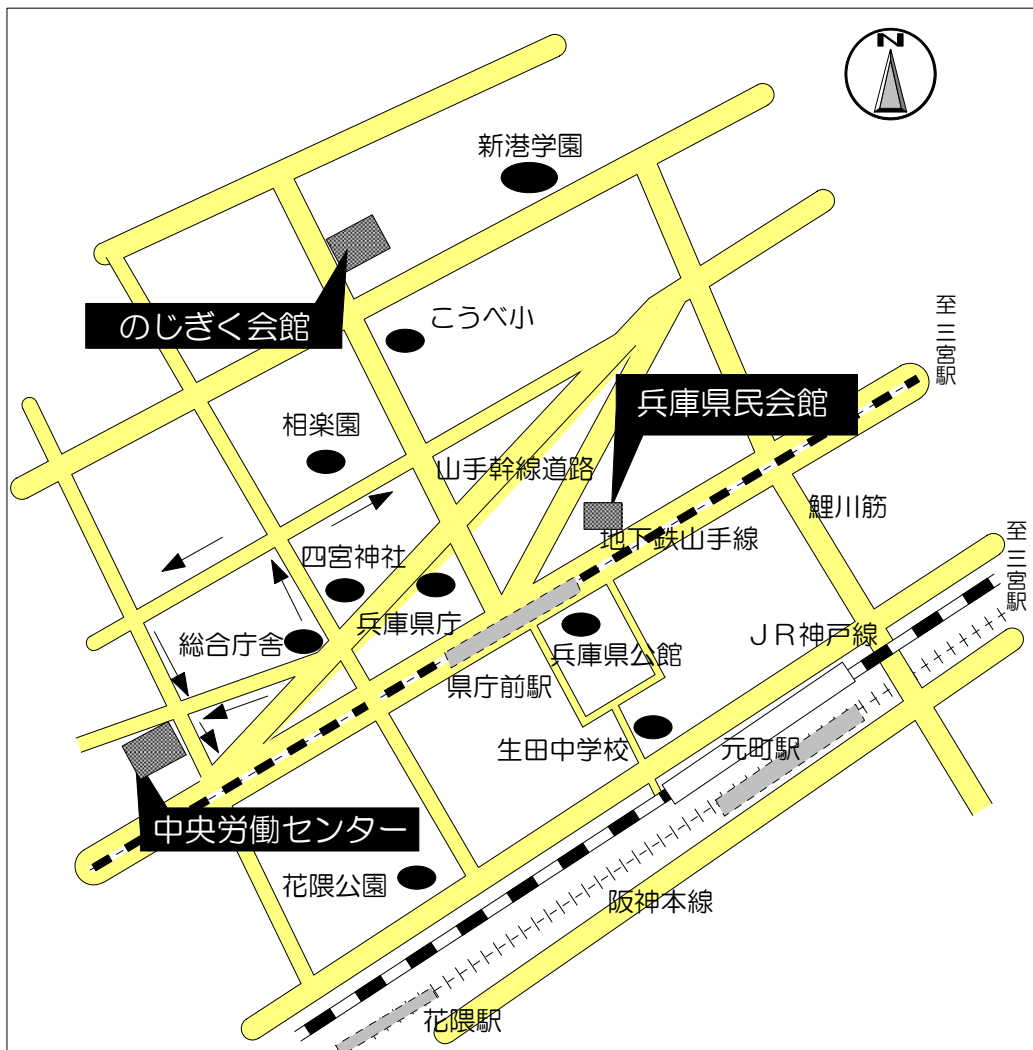 N
新港学園
のじぎく会館
こうべ小
至 三宮駅
兵庫県民会館
相楽園
山手幹線道路
鯉川筋
地下鉄山手線
至 三宮駅
四宮神社
兵庫県庁
総合庁舎
兵庫県公館
JR神戸線
県庁前駅
生田中学校
元町駅
中央労働センター
花隈公園
阪神本線
花隈駅